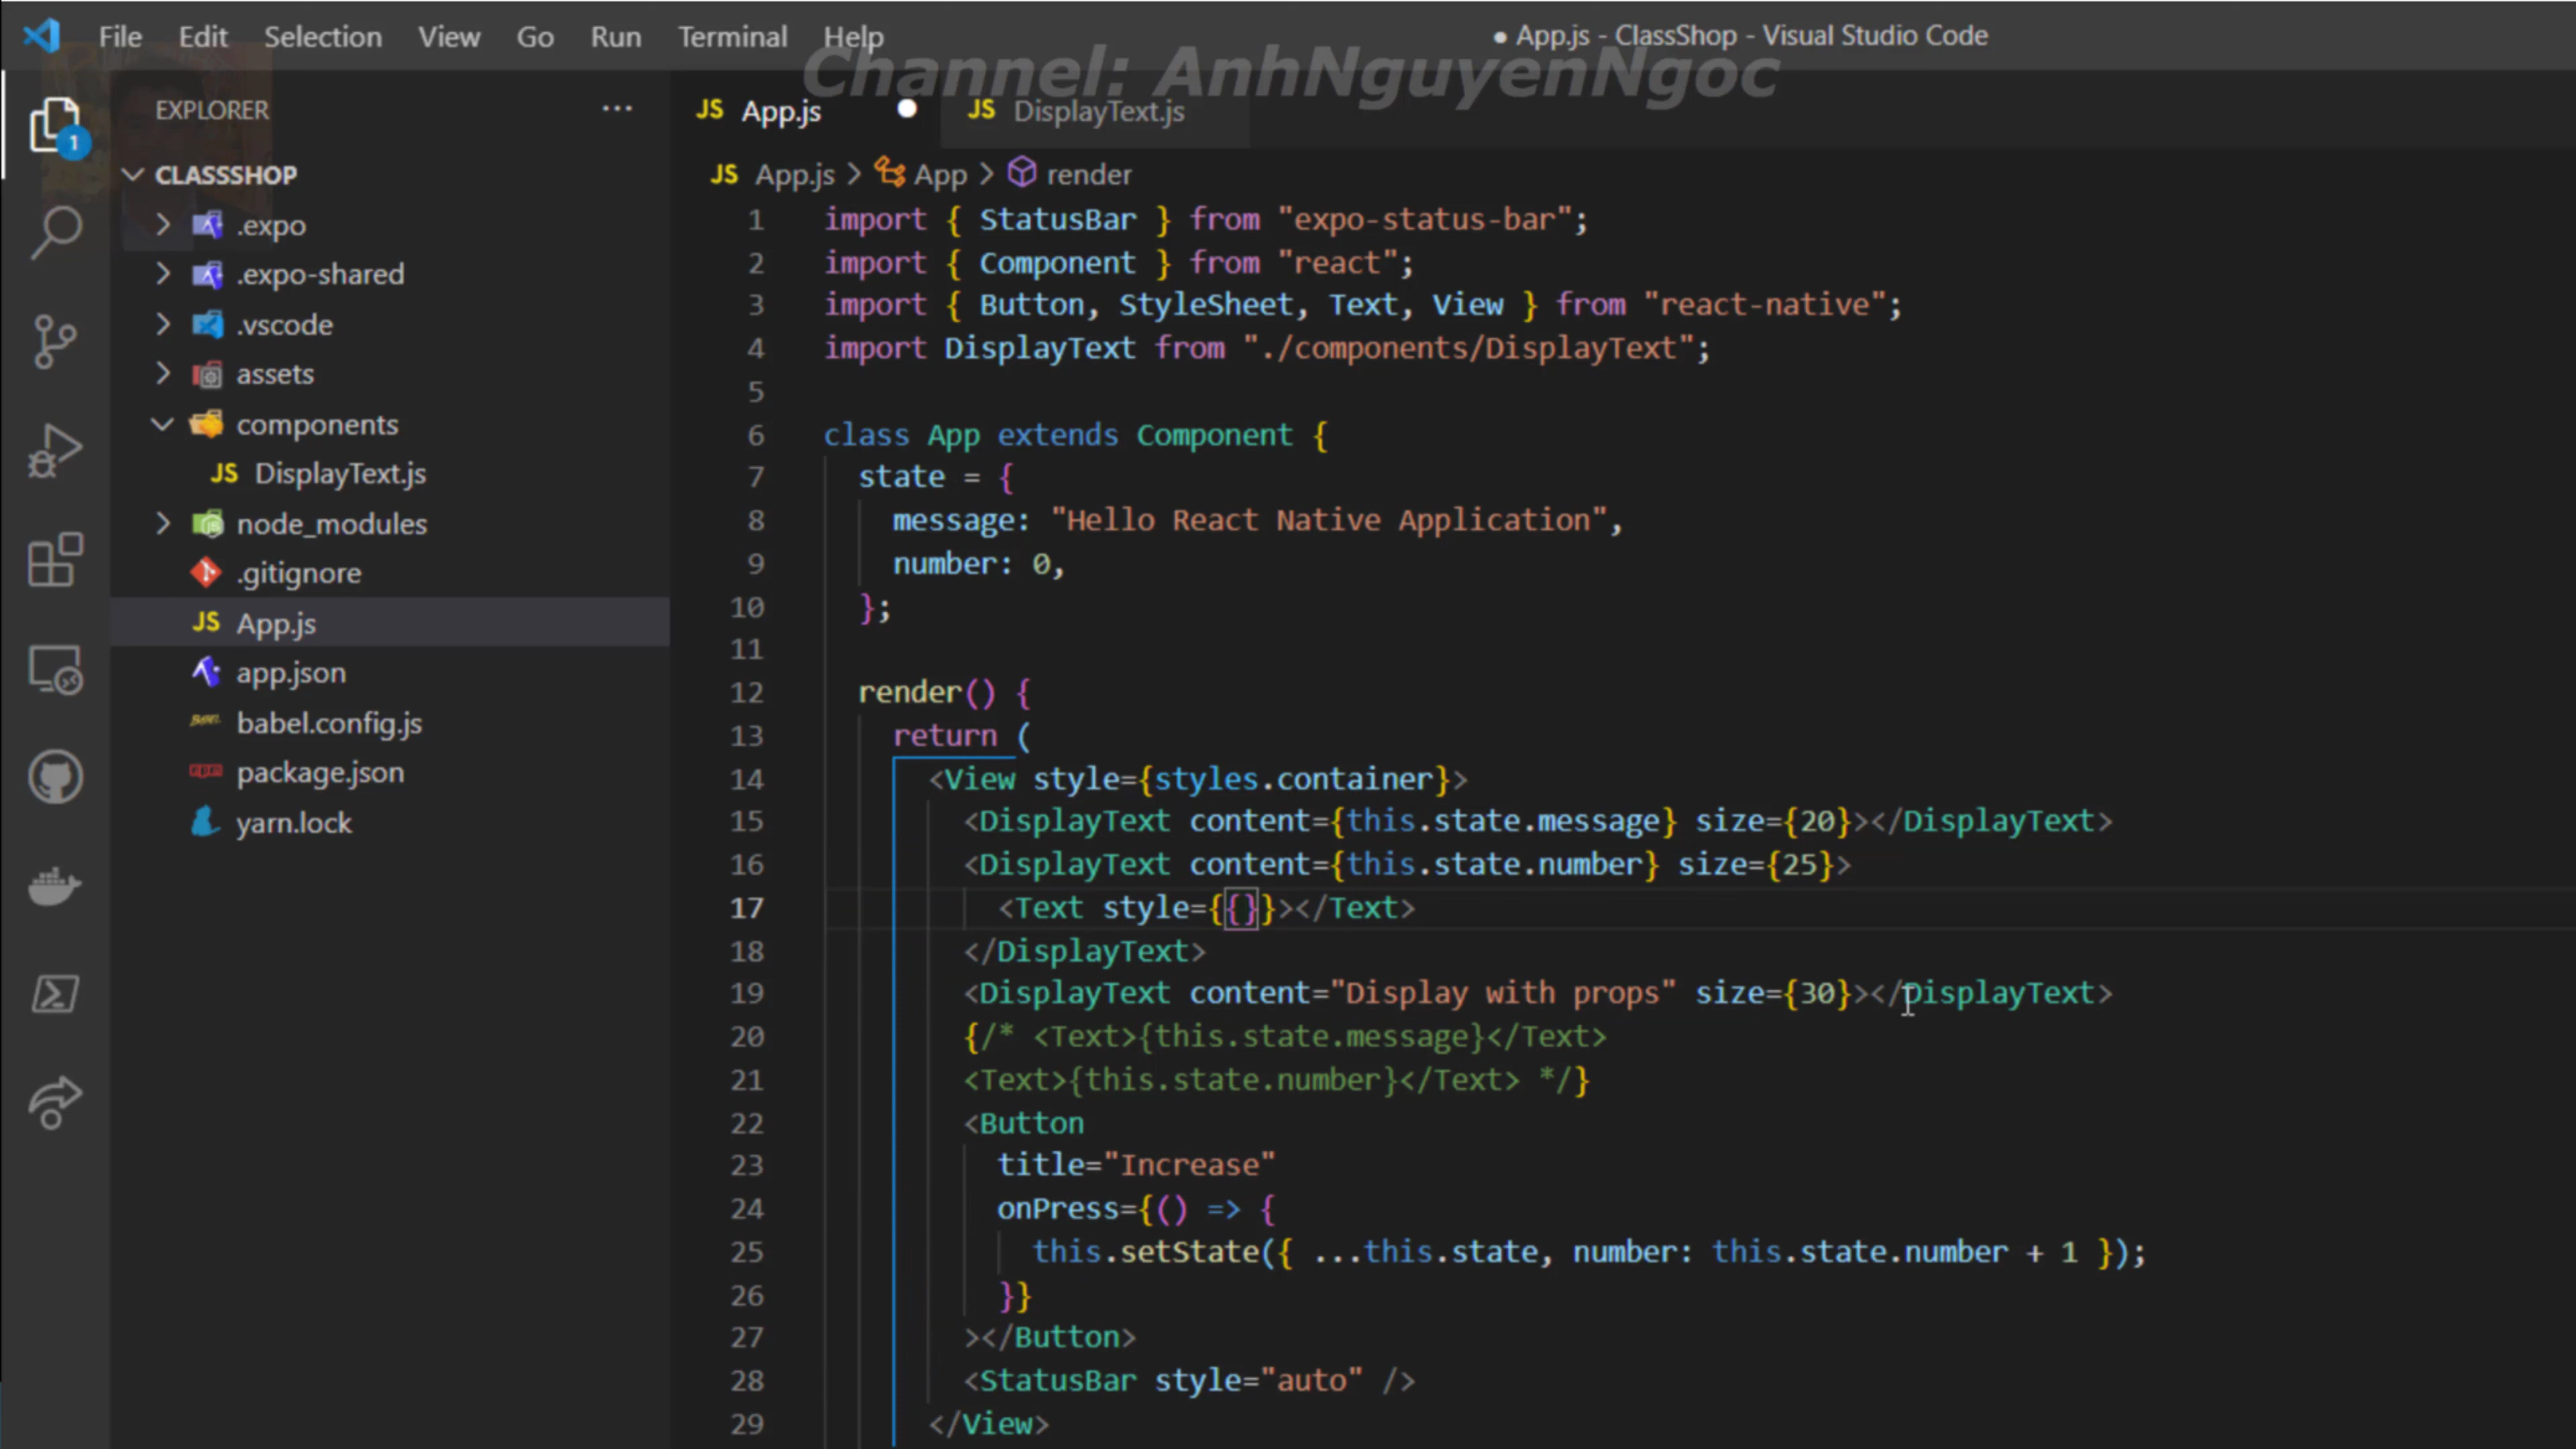 File Edit Selection View Go Run Terminal Help
● App.js - ClassShop - Visual Studio Code
Channel: AnhNguyenNgoc
EXPLORER ...
1
CLASSSHOP
.expo
.expo-shared
.vscode
assets
components
JS DisplayText.js
node_modules
.gitignore
JS App.js
app.json
babel.config.js
package.json
yarn.lock
JS App.js ● JS DisplayText.js
JS App.js > App > render
1 import { StatusBar } from "expo-status-bar";
2 import { Component } from "react";
3 import { Button, StyleSheet, Text, View } from "react-native";
4 import DisplayText from "./components/DisplayText";
5
6 class App extends Component {
7 state = {
8 message: "Hello React Native Application",
9 number: 0,
10 };
11
12 render() {
13 return (
14 <View style={styles.container}>
15 <DisplayText content={this.state.message} size={20}></DisplayText>
16 <DisplayText content={this.state.number} size={25}>
17 <Text style={{}}></Text>
18 </DisplayText>
19 <DisplayText content="Display with props" size={30}></DisplayText>
20 {/* <Text>{this.state.message}</Text>
21 <Text>{this.state.number}</Text> */}
22 <Button
23 title="Increase"
24 onPress={() => {
25 this.setState({ ...this.state, number: this.state.number + 1 });
26 }}
27 ></Button>
28 <StatusBar style="auto" />
29 </View>